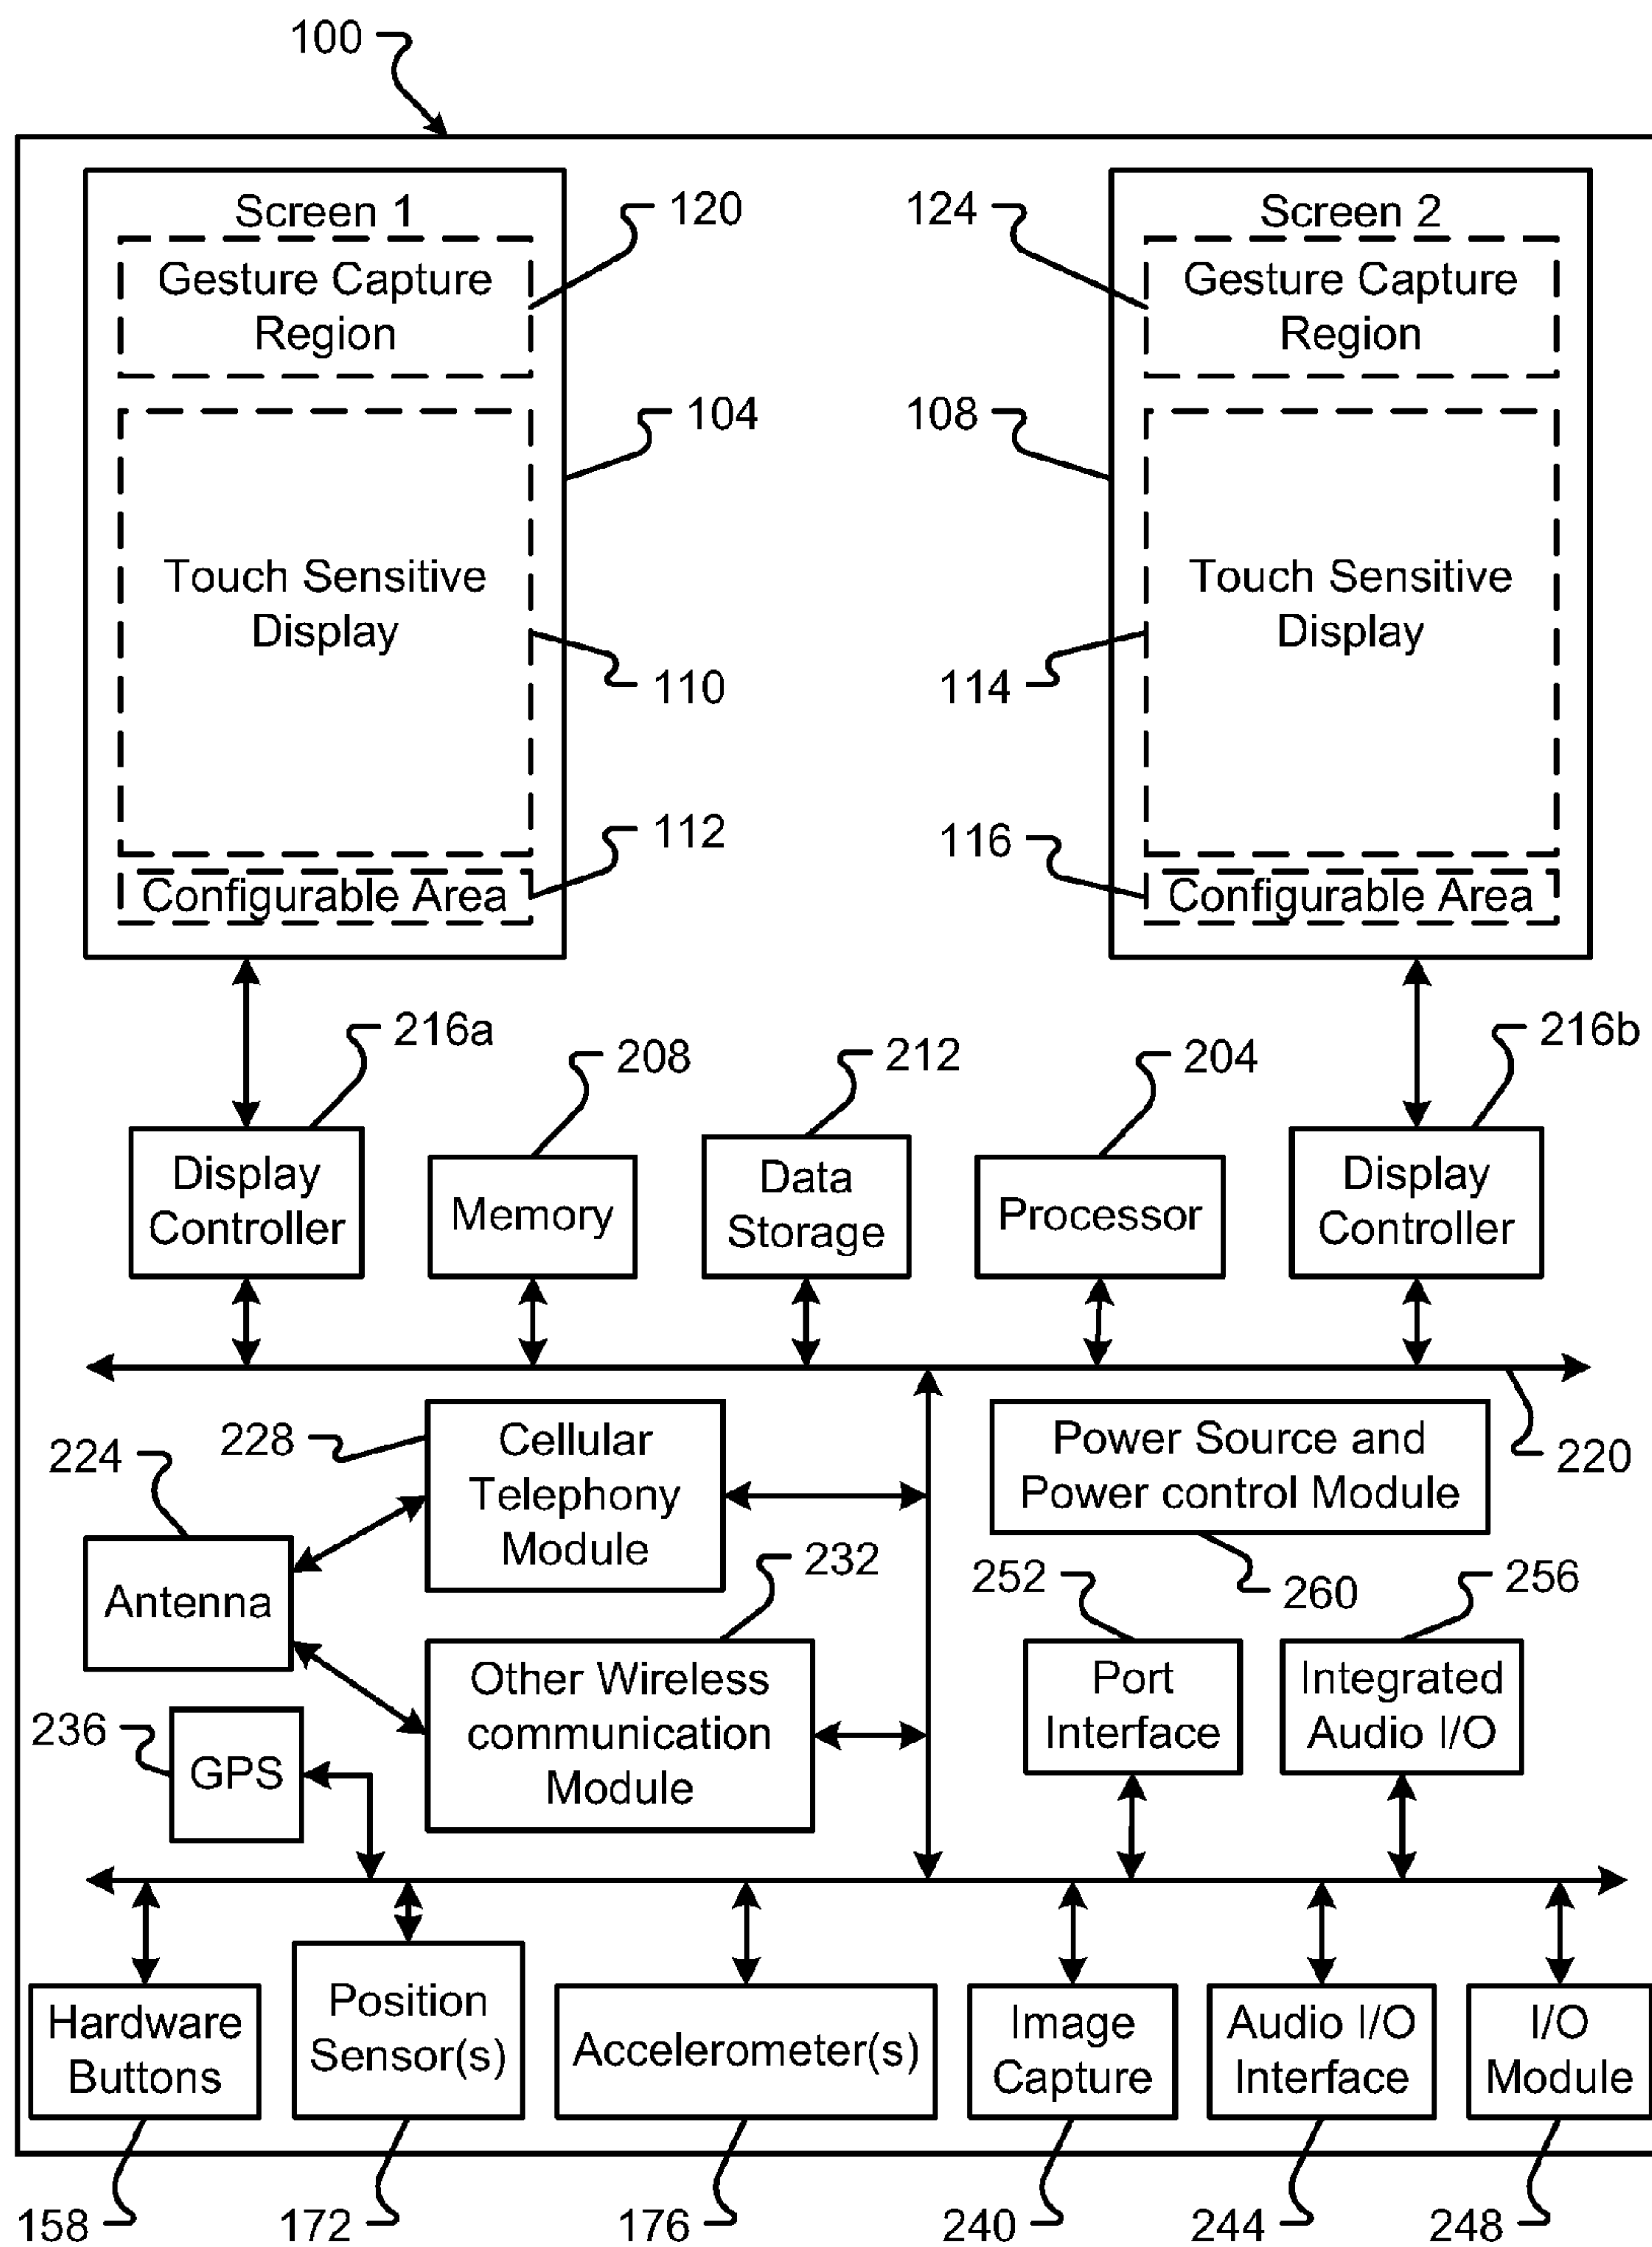 100
Screen 1
Gesture Capture
Region
120
Touch Sensitive
Display
104
110
Configurable Area
112
Screen 2
124
Gesture Capture
Region
108
Touch Sensitive
Display
114
116
Configurable Area
216a
208
212
204
216b
Display
Controller
Memory
Data
Storage
Processor
Display
Controller
220
228
Cellular
Telephony
Module
Power Source and
Power control Module
260
224
Antenna
232
Other Wireless
communication
Module
252
Port
Interface
256
Integrated
Audio I/O
236
GPS
Hardware
Buttons
Position
Sensor(s)
Accelerometer(s)
Image
Capture
Audio I/O
Interface
I/O
Module
158
172
176
240
244
248